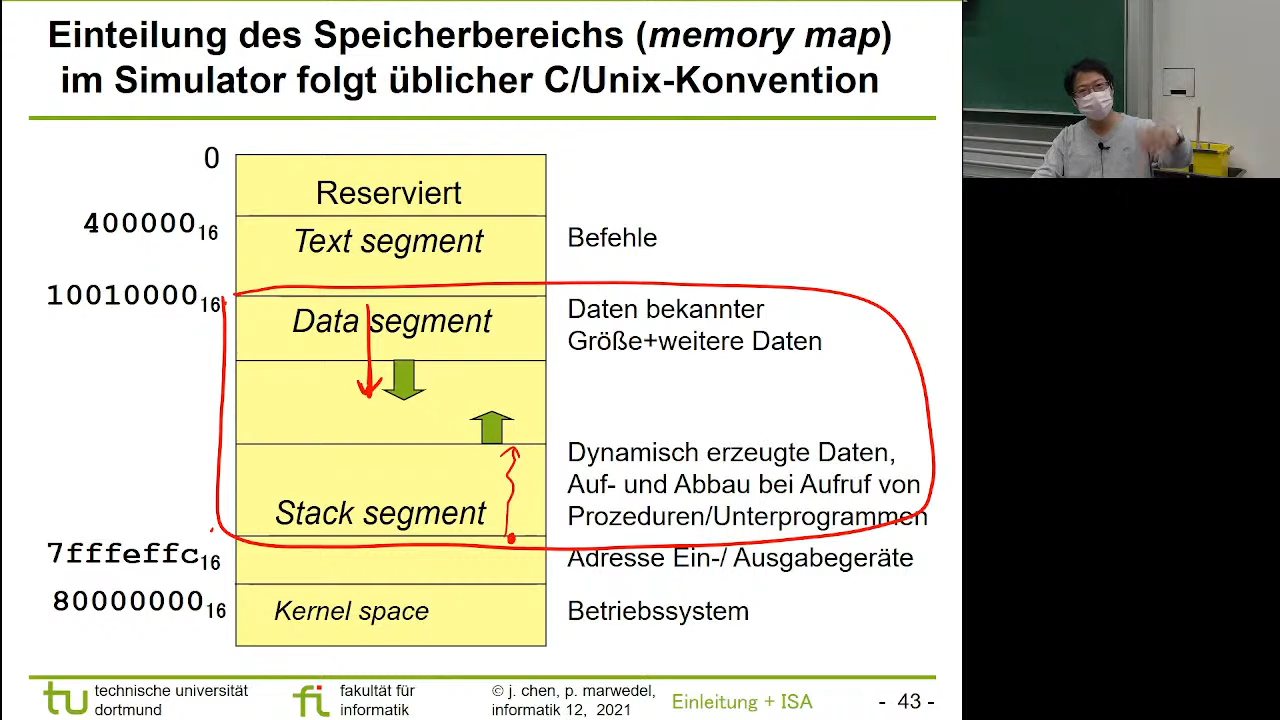 Einteilung des Speicherbereichs (memory map)
im Simulator folgt üblicher C/Unix-Konvention
0
Reserviert
400000₁₆
Text segment
Befehle
10010000₁₆
Data segment
Daten bekannter
Größe+weitere Daten
Dynamisch erzeugte Daten,
Auf- und Abbau bei Aufruf von
Stack segment
Prozeduren/Unterprogrammen
7fffeffc₁₆
Adresse Ein-/ Ausgabegeräte
80000000₁₆
Kernel space
Betriebssystem
tu
technische universität
dortmund
fi
fakultät für
informatik
© j. chen, p. marwedel,
informatik 12, 2021
Einleitung + ISA
- 43 -